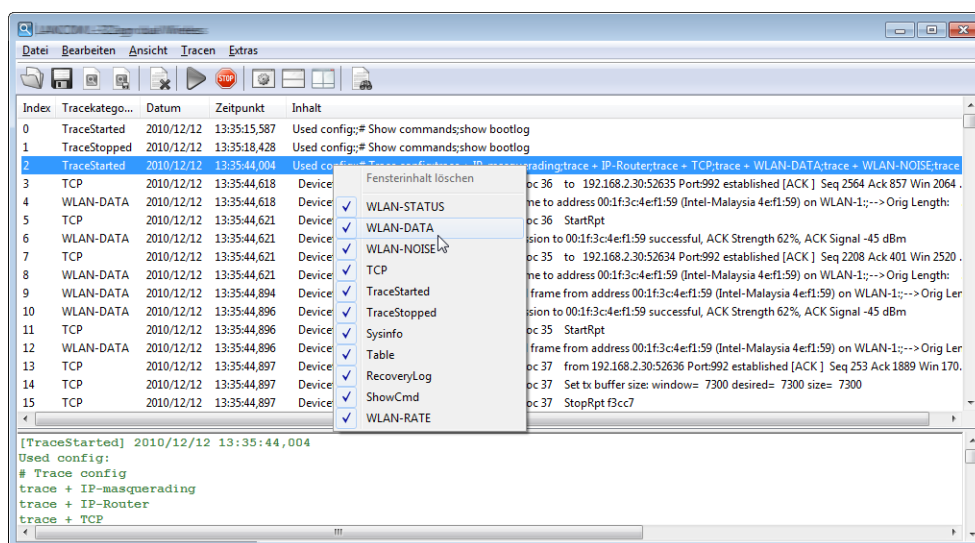 Datei Bearbeiten Ansicht Tracen Extras
STOP
Index Tracekatego... Datum Zeitpunkt Inhalt
0 TraceStarted 2010/12/12 13:35:15,587 Used config:;# Show commands;show bootlog
1 TraceStopped 2010/12/12 13:35:18,428 Used config:;# Show commands;show bootlog
2 TraceStarted 2010/12/12 13:35:44,004 Used config:;# Trace config;trace + IP-masquerading;trace + IP-Router;trace + TCP;trace + WLAN-DATA;trace + WLAN-NOISE;trace
3 TCP 2010/12/12 13:35:44,618 Device oc 36 to 192.168.2.30:52635 Port:992 established [ACK ] Seq 2564 Ack 857 Win 2064 .
4 WLAN-DATA 2010/12/12 13:35:44,618 Device me to address 00:1f:3c:4e:f1:59 (Intel-Malaysia 4e:f1:59) on WLAN-1:;-->Orig Length:
5 TCP 2010/12/12 13:35:44,621 Device oc 36 StartRpt
6 WLAN-DATA 2010/12/12 13:35:44,621 Device ssion to 00:1f:3c:4e:f1:59 successful, ACK Strength 62%, ACK Signal -45 dBm
7 TCP 2010/12/12 13:35:44,621 Device oc 35 to 192.168.2.30:52634 Port:992 established [ACK ] Seq 2208 Ack 401 Win 2520 .
8 WLAN-DATA 2010/12/12 13:35:44,621 Device me to address 00:1f:3c:4e:f1:59 (Intel-Malaysia 4e:f1:59) on WLAN-1:;-->Orig Length:
9 WLAN-DATA 2010/12/12 13:35:44,894 Device frame from address 00:1f:3c:4e:f1:59 (Intel-Malaysia 4e:f1:59) on WLAN-1:;-->Orig Ler
10 WLAN-DATA 2010/12/12 13:35:44,896 Device ssion to 00:1f:3c:4e:f1:59 successful, ACK Strength 62%, ACK Signal -45 dBm
11 TCP 2010/12/12 13:35:44,896 Device oc 35 StartRpt
12 WLAN-DATA 2010/12/12 13:35:44,896 Device frame from address 00:1f:3c:4e:f1:59 (Intel-Malaysia 4e:f1:59) on WLAN-1:;-->Orig Ler
13 TCP 2010/12/12 13:35:44,897 Device oc 37 from 192.168.2.30:52636 Port:992 established [ACK ] Seq 253 Ack 1889 Win 170.
14 TCP 2010/12/12 13:35:44,897 Device oc 37 Set tx buffer size: window= 7300 desired= 7300 size= 7300
15 TCP 2010/12/12 13:35:44,897 Device oc 37 StopRpt f3cc7
Fensterinhalt löschen
WLAN-STATUS
WLAN-DATA
WLAN-NOISE
TCP
TraceStarted
TraceStopped
Sysinfo
Table
RecoveryLog
ShowCmd
WLAN-RATE
[TraceStarted] 2010/12/12 13:35:44,004
Used config:
# Trace config
trace + IP-masquerading
trace + IP-Router
trace + TCP